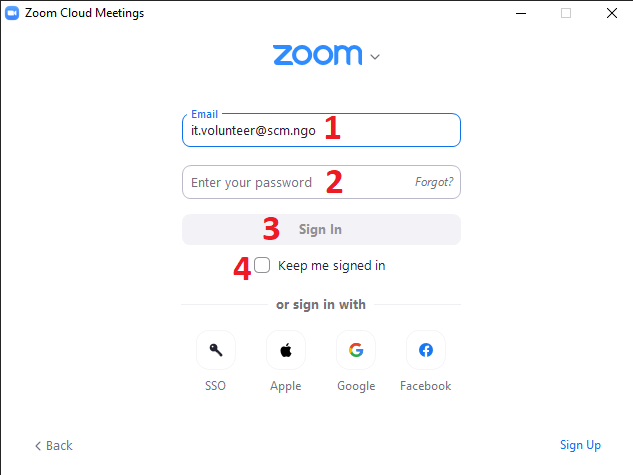 Zoom Cloud Meetings
zoom
Email
it.volunteer@scm.ngo 1
Enter your password 2 Forgot?
3 Sign In
4 Keep me signed in
or sign in with
SSO Apple Google Facebook
Back Sign Up